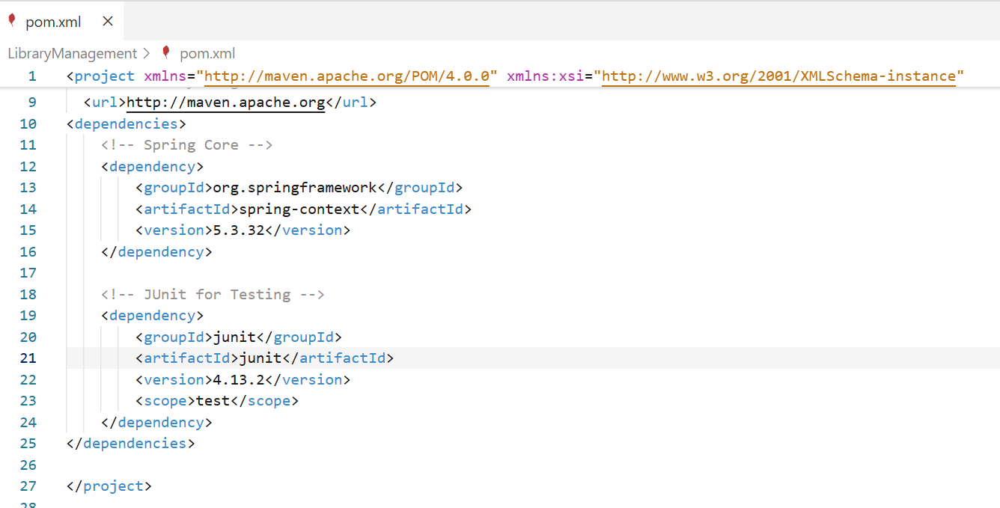 pom.xml
LibraryManagement > pom.xml
1 <project xmlns="http://maven.apache.org/POM/4.0.0" xmlns:xsi="http://www.w3.org/2001/XMLSchema-instance"
9 <url>http://maven.apache.org</url>
10 <dependencies>
11 <!-- Spring Core -->
12 <dependency>
13 <groupId>org.springframework</groupId>
14 <artifactId>spring-context</artifactId>
15 <version>5.3.32</version>
16 </dependency>
17
18 <!-- JUnit for Testing -->
19 <dependency>
20 <groupId>junit</groupId>
21 <artifactId>junit</artifactId>
22 <version>4.13.2</version>
23 <scope>test</scope>
24 </dependency>
25 </dependencies>
26
27 </project>
28